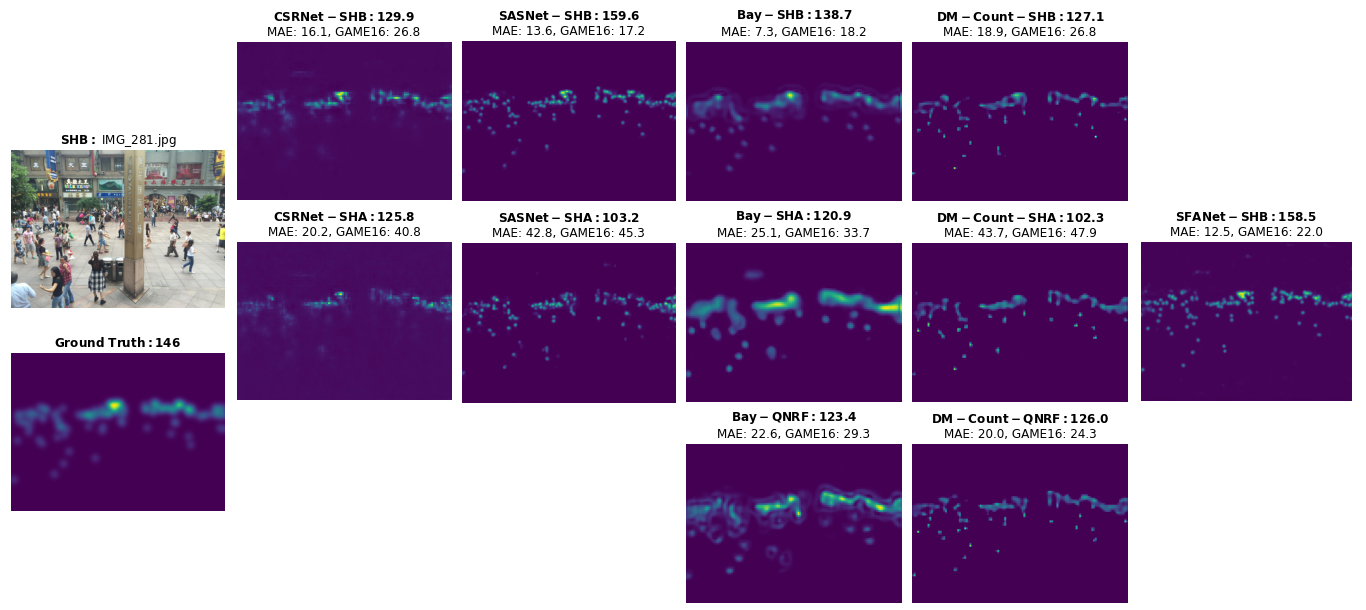 CSRNet − SHB : 129.9
MAE: 16.1, GAME16: 26.8
SASNet − SHB : 159.6
MAE: 13.6, GAME16: 17.2
Bay − SHB : 138.7
MAE: 7.3, GAME16: 18.2
DM − Count − SHB : 127.1
MAE: 18.9, GAME16: 26.8
SHB : IMG_281.jpg
CSRNet − SHA : 125.8
MAE: 20.2, GAME16: 40.8
SASNet − SHA : 103.2
MAE: 42.8, GAME16: 45.3
Bay − SHA : 120.9
MAE: 25.1, GAME16: 33.7
DM − Count − SHA : 102.3
MAE: 43.7, GAME16: 47.9
SFANet − SHB : 158.5
MAE: 12.5, GAME16: 22.0
Ground Truth : 146
Bay − QNRF : 123.4
MAE: 22.6, GAME16: 29.3
DM − Count − QNRF : 126.0
MAE: 20.0, GAME16: 24.3